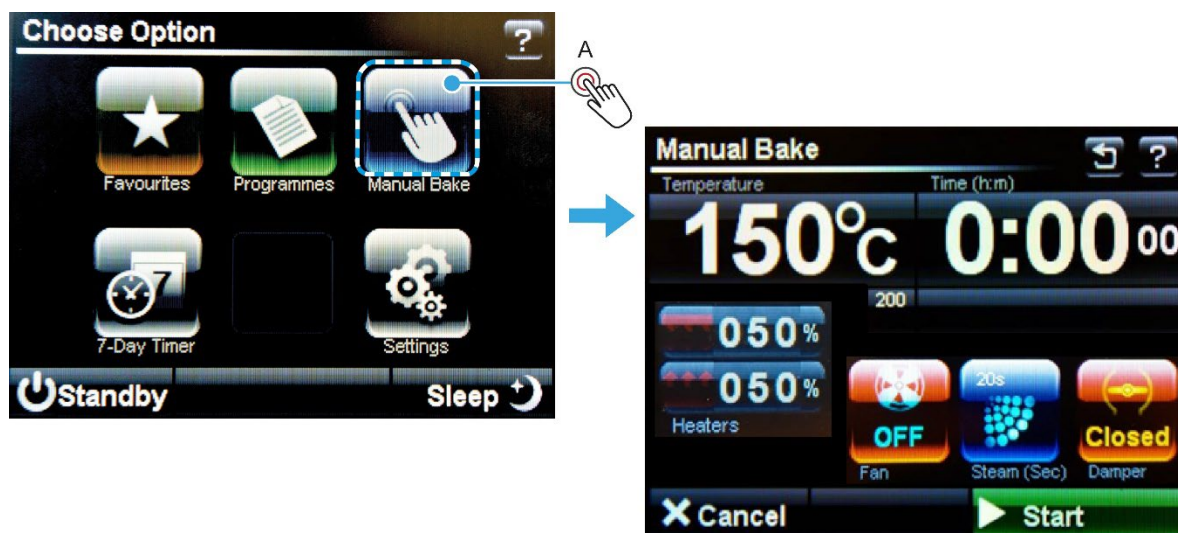 Choose Option
?
Favourites
Programmes
Manual Bake
7
7-Day Timer
Settings
Standby
Sleep
A
Manual Bake
?
Temperature
Time (h:m)
150°C
0:00 00
200
050%
050%
Heaters
OFF
Fan
20s
Steam (Sec)
Closed
Damper
Cancel
Start